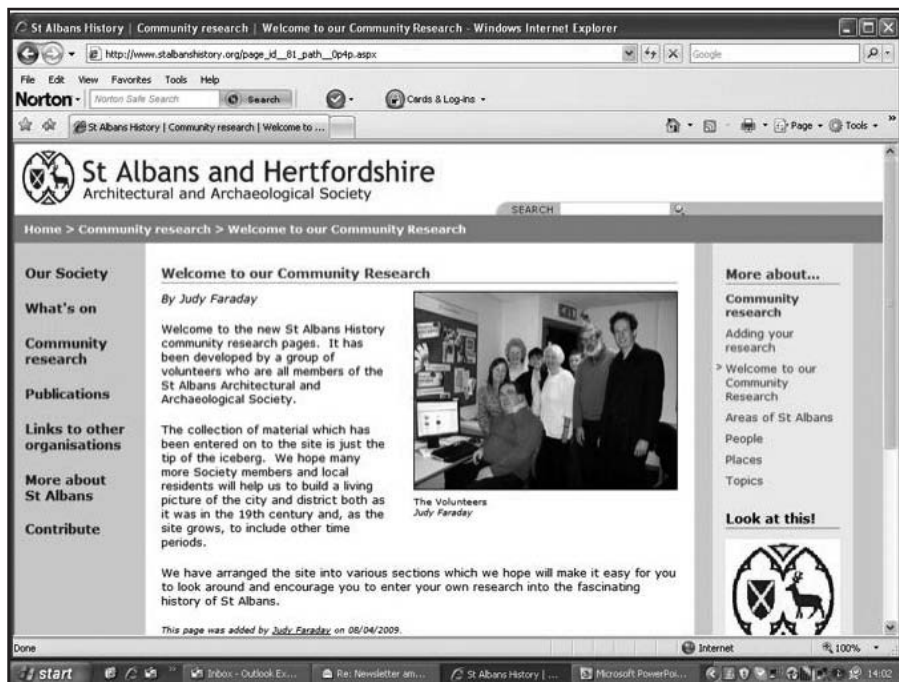 St Albans History | Community research | Welcome to our Community Research - Windows Internet Explorer
http://www.stalbanshistory.org/page_id__81_path__0p4p.aspx
Google
File Edit View Favorites Tools Help
Norton
Norton Safe Search
Search
Cards & Log-ins
St Albans History | Community research | Welcome to ...
Page
Tools
St Albans and Hertfordshire
Architectural and Archaeological Society
SEARCH
Home > Community research > Welcome to our Community Research
Our Society
What's on
Community
research
Publications
Links to other
organisations
More about
St Albans
Contribute
Welcome to our Community Research
By Judy Faraday
Welcome to the new St Albans History
community research pages. It has
been developed by a group of
volunteers who are all members of the
St Albans Architectural and
Archaeological Society.
The collection of material which has
been entered on to the site is just the
tip of the iceberg. We hope many
more Society members and local
residents will help us to build a living
picture of the city and district both as
it was in the 19th century and, as the
site grows, to include other time
periods.
The Volunteers
Judy Faraday
We have arranged the site into various sections which we hope will make it easy for you
to look around and encourage you to enter your own research into the fascinating
history of St Albans.
This page was added by Judy Faraday on 08/04/2009.
More about...
Community
research
Adding your
research
> Welcome to our
Community
Research
Areas of St Albans
People
Places
Topics
Look at this!
Done
Internet
100%
start
Inbox - Outlook Ex...
Re: Newsletter am...
St Albans History | ...
Microsoft PowerPoi...
14:02